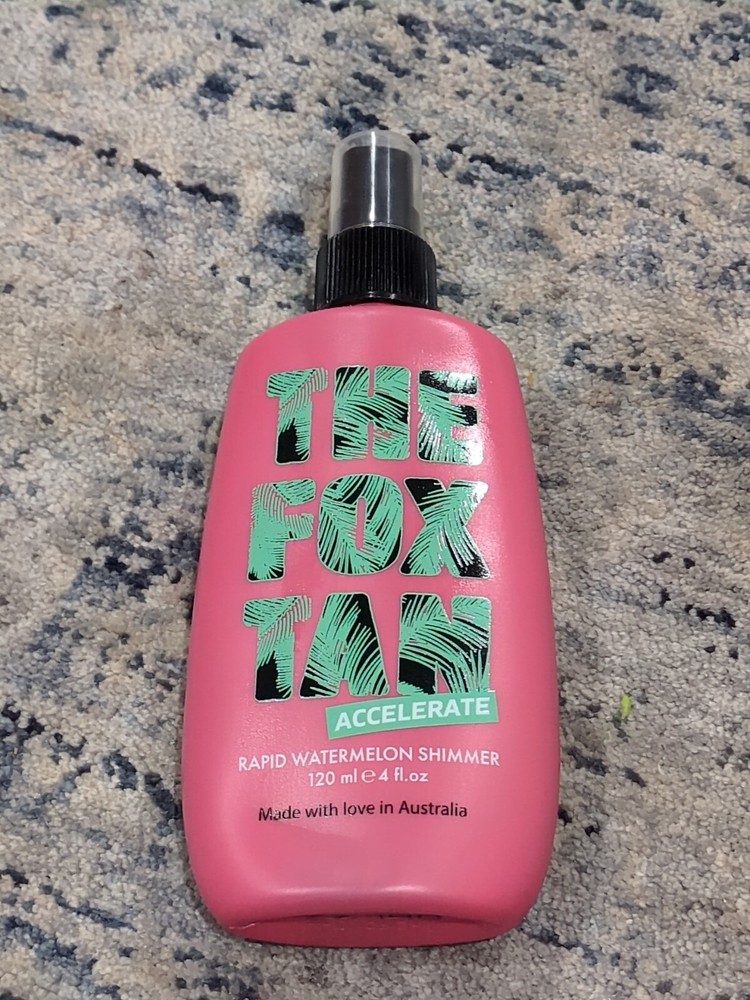 THE
FOX
TAN
ACCELERATE
RAPID WATERMELON SHIMMER
120 ml e 4 fl.oz
Made with love in Australia